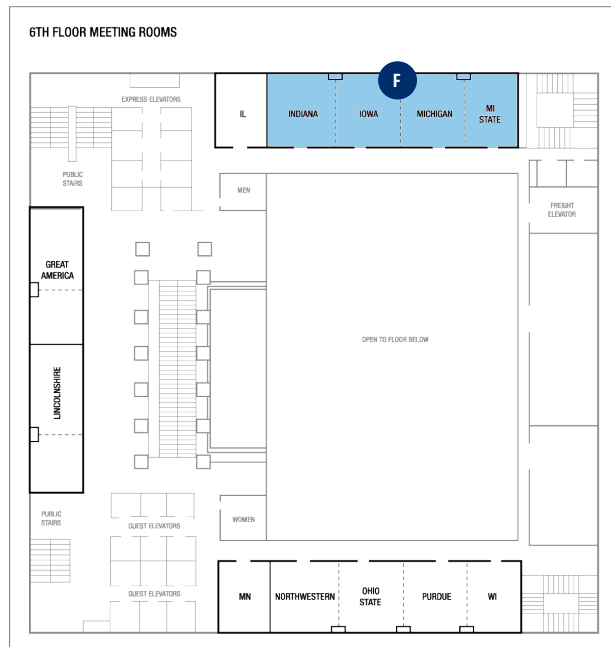 6TH FLOOR MEETING ROOMS
F
EXPRESS ELEVATORS
IL
INDIANA
IOWA
MICHIGAN
MI
STATE
PUBLIC
STAIRS
MEN
FREIGHT
ELEVATOR
GREAT
AMERICA
OPEN TO FLOOR BELOW
LINCOLNSHIRE
PUBLIC
STAIRS
GUEST ELEVATORS
WOMEN
GUEST ELEVATORS
MN
NORTHWESTERN
OHIO
STATE
PURDUE
WI